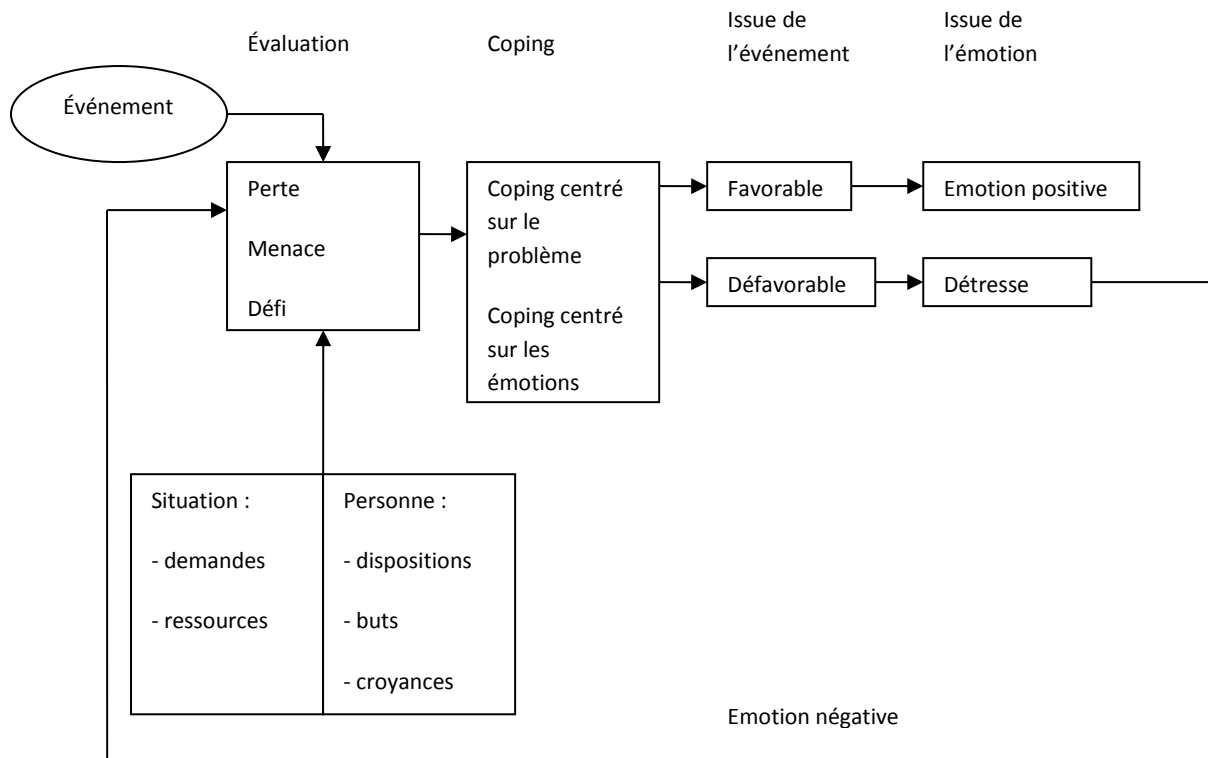 Évaluation
Coping
Issue de
l'événement
Issue de
l'émotion
Événement
Perte
Menace
Défi
Coping centré
sur le
problème
Coping centré
sur les
émotions
Favorable
Emotion positive
Défavorable
Détresse
Situation :
- demandes
- ressources
Personne :
- dispositions
- buts
- croyances
Emotion négative